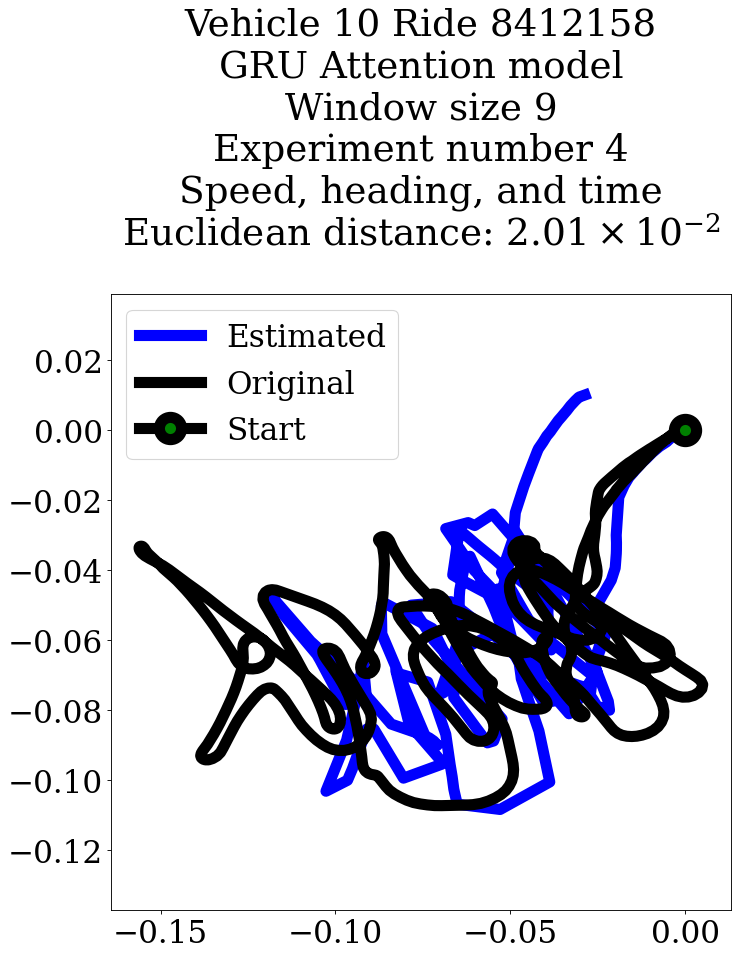 Vehicle 10 Ride 8412158
GRU Attention model
Window size 9
Experiment number 4
Speed, heading, and time
Euclidean distance: 2.01 × 10⁻²
Estimated
Original
Start
0.02
0.00
−0.02
−0.04
−0.06
−0.08
−0.10
−0.12
−0.15 −0.10 −0.05 0.00